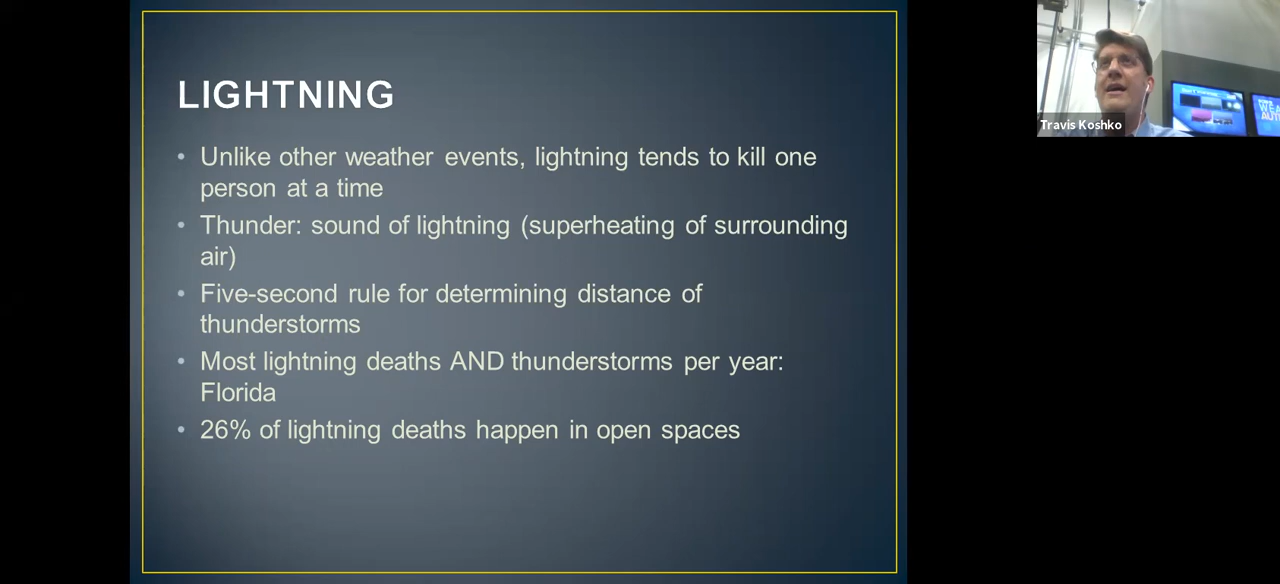 LIGHTNING
• Unlike other weather events, lightning tends to kill one
person at a time
• Thunder: sound of lightning (superheating of surrounding
air)
• Five-second rule for determining distance of
thunderstorms
• Most lightning deaths AND thunderstorms per year:
Florida
• 26% of lightning deaths happen in open spaces
Travis Koshko